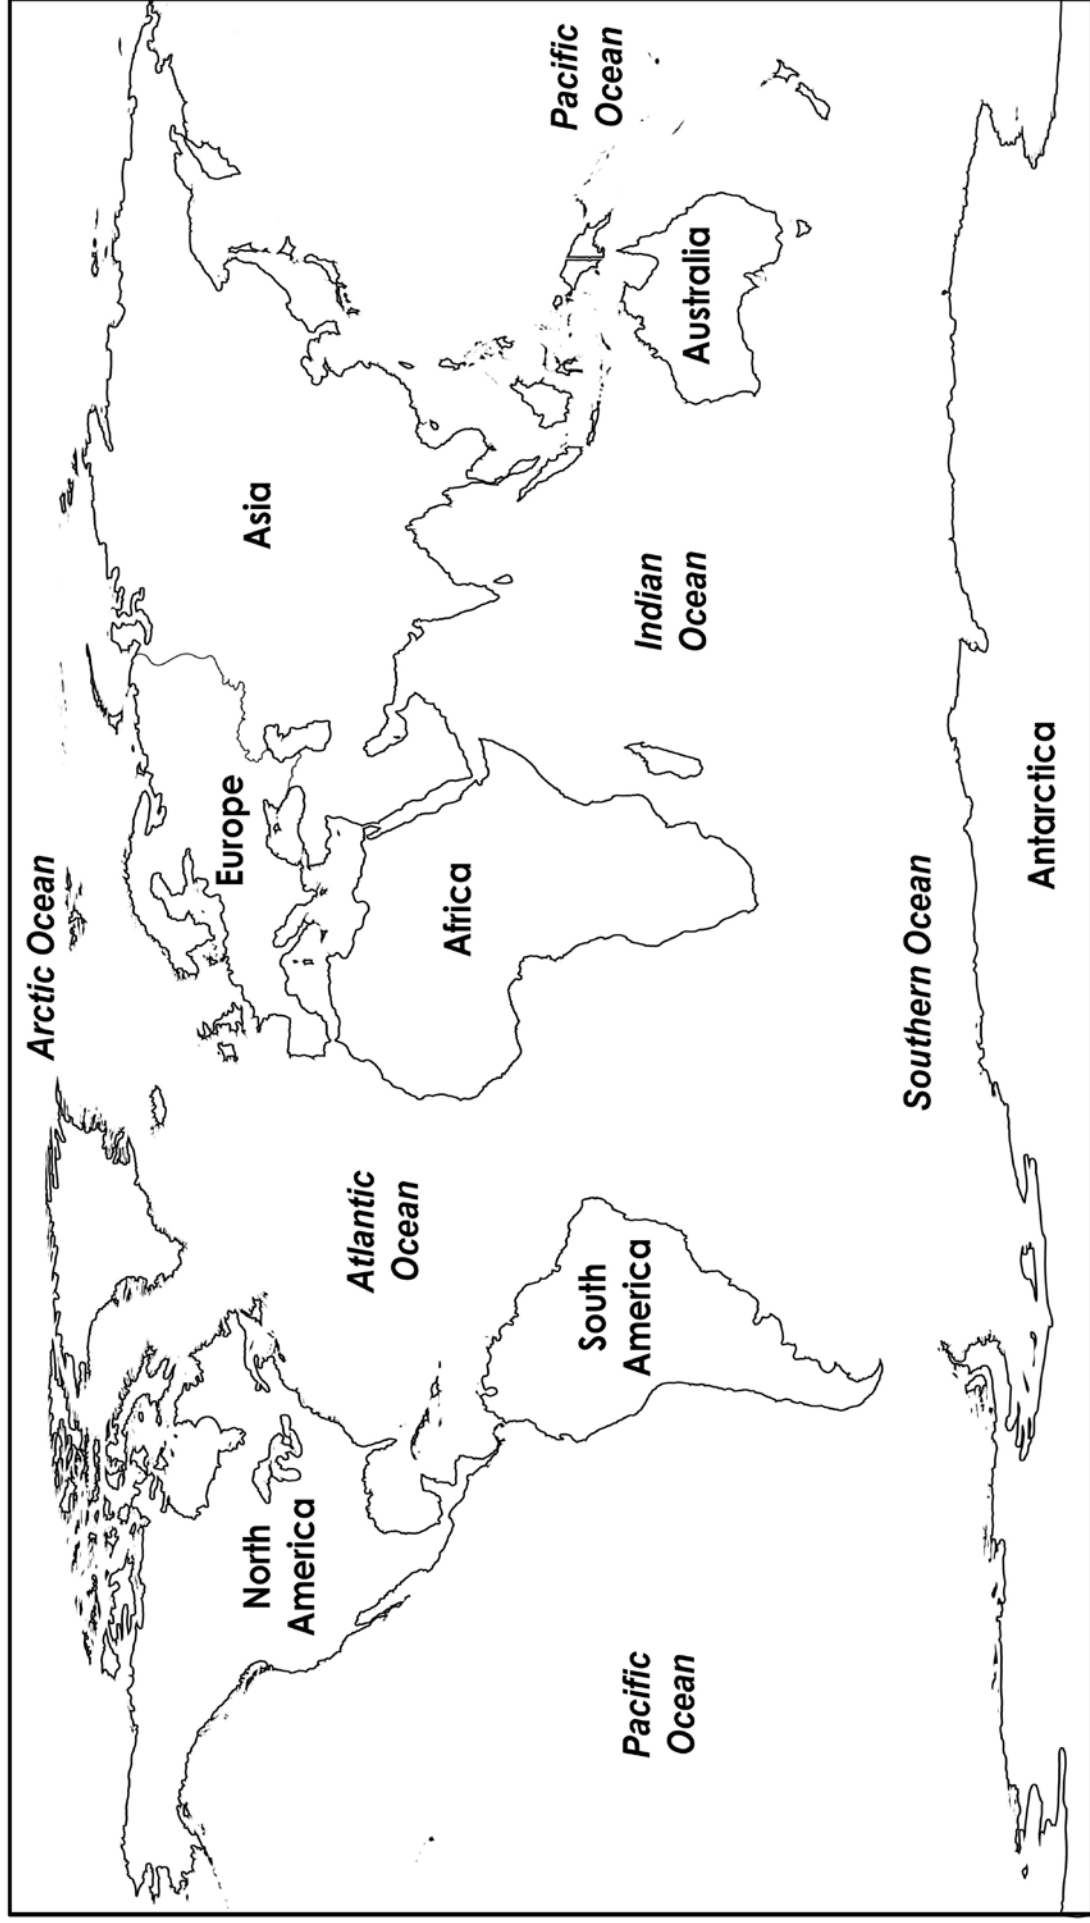 Arctic Ocean
North
America
Europe
Asia
Atlantic
Ocean
Africa
Pacific
Ocean
South
America
Pacific
Ocean
Indian
Ocean
Australia
Southern Ocean
Antarctica